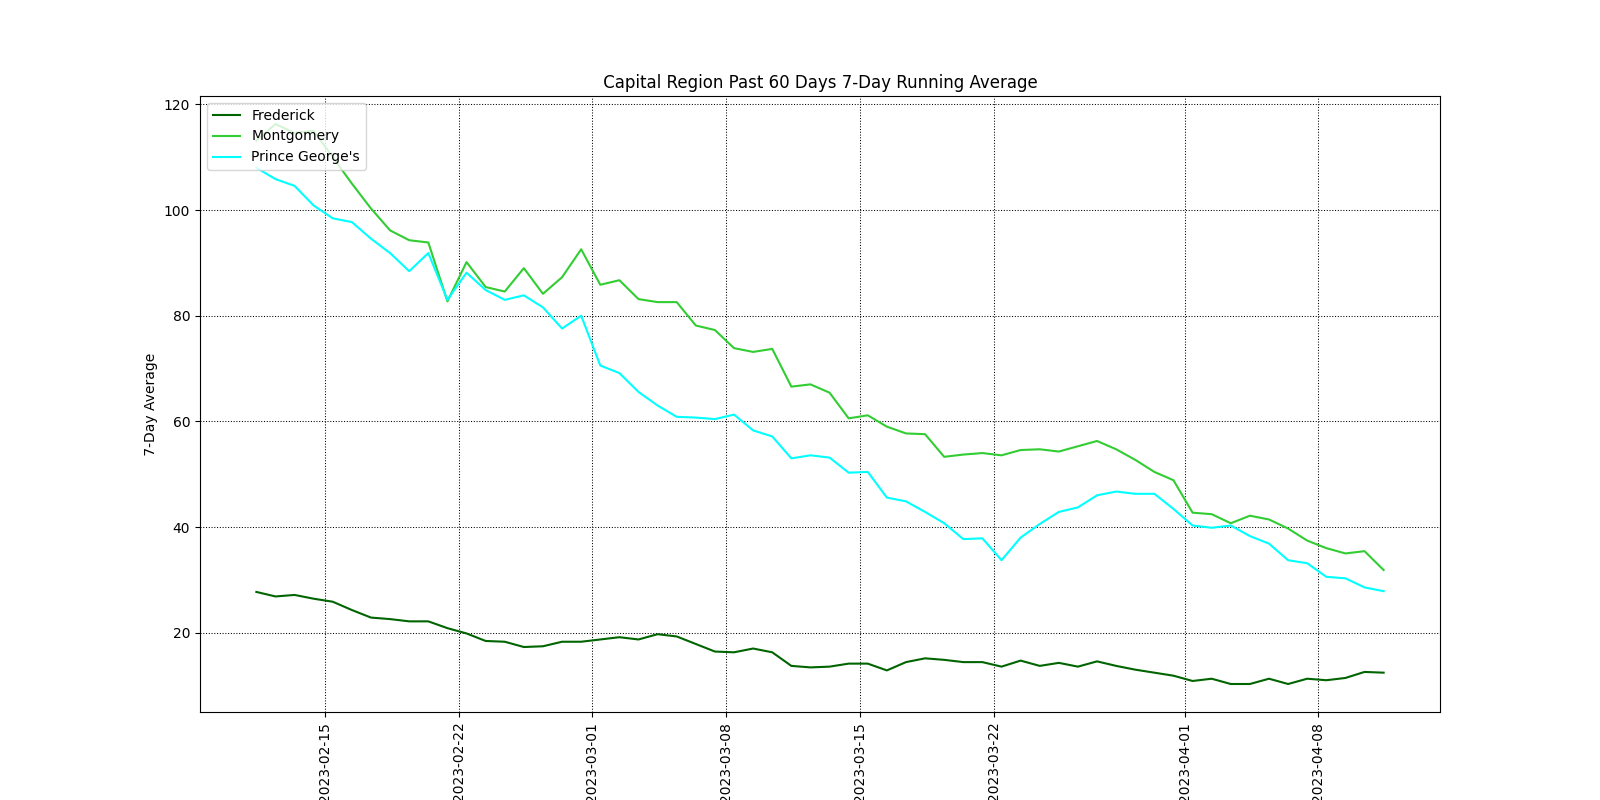 Capital Region Past 60 Days 7-Day Running Average
Frederick
Montgomery
Prince George's
120
100
80
60
40
20
7-Day Average
2023-02-15
2023-02-22
2023-03-01
2023-03-08
2023-03-15
2023-03-22
2023-04-01
2023-04-08